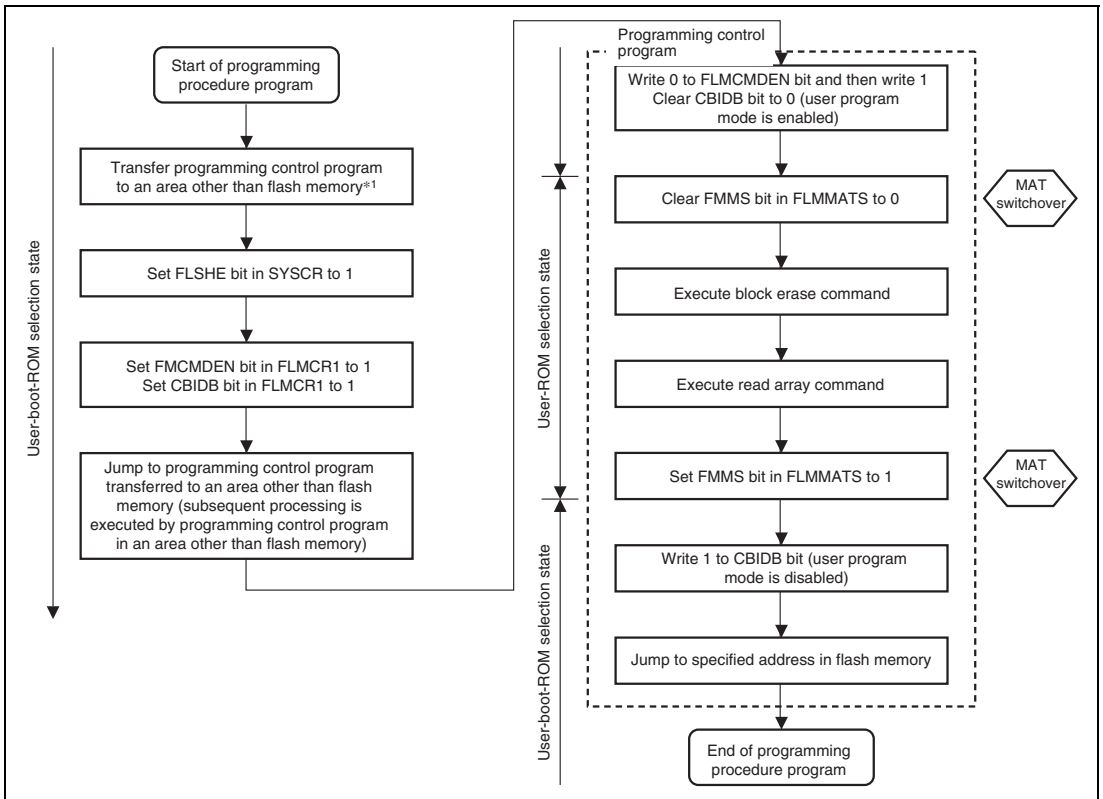 User-boot-ROM selection state
Start of programming
procedure program
Transfer programming control program
to an area other than flash memory*1
Set FLSHE bit in SYSCR to 1
Set FMCMDEN bit in FLMCR1 to 1
Set CBIDB bit in FLMCR1 to 1
Jump to programming control program
transferred to an area other than flash
memory (subsequent processing is
executed by programming control program
in an area other than flash memory)
Programming control
program
Write 0 to FLMCMDEN bit and then write 1
Clear CBIDB bit to 0 (user program
mode is enabled)
User-ROM selection state
Clear FMMS bit in FLMMATS to 0
MAT
switchover
Execute block erase command
Execute read array command
Set FMMS bit in FLMMATS to 1
MAT
switchover
User-boot-ROM selection state
Write 1 to CBIDB bit (user program
mode is disabled)
Jump to specified address in flash memory
End of programming
procedure program